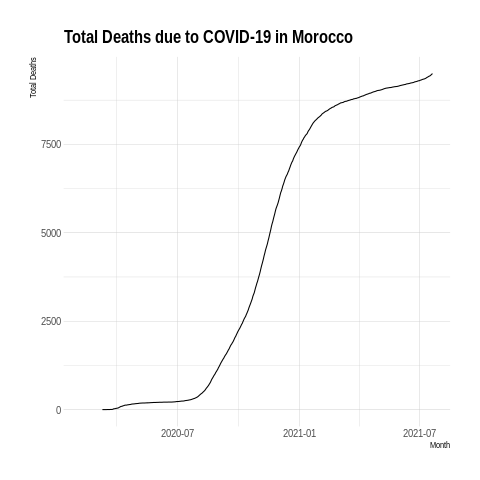 Total Deaths due to COVID-19 in Morocco
Total Deaths
7500
5000
2500
0
2020-07
2021-01
2021-07
Month